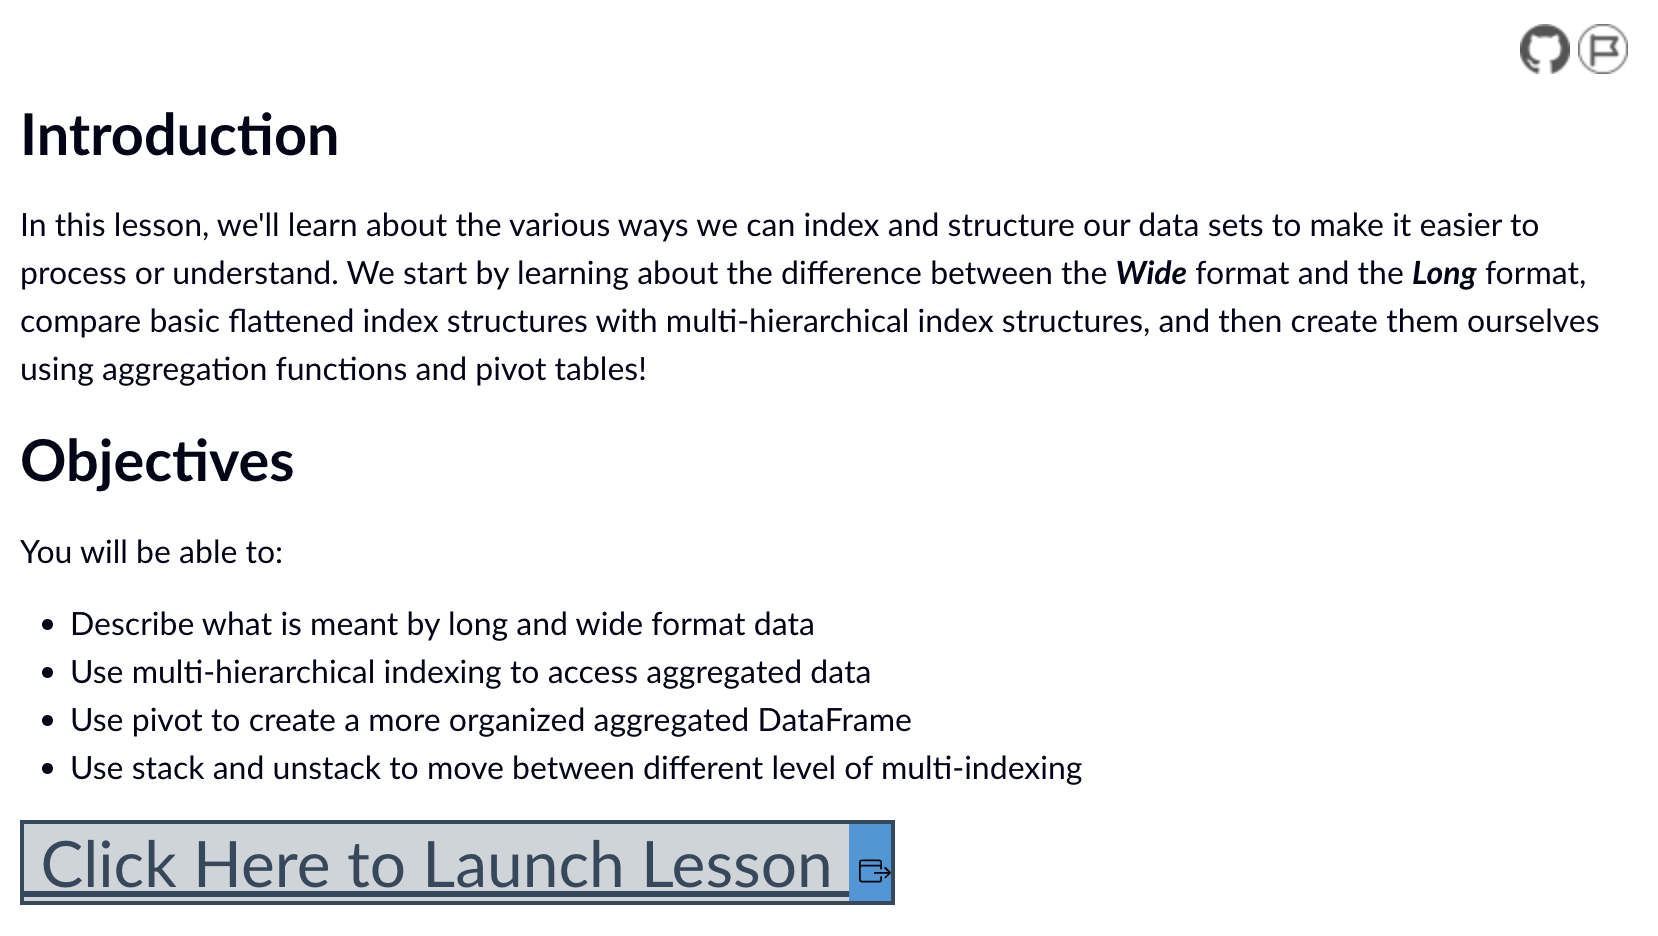 Introduction
In this lesson, we'll learn about the various ways we can index and structure our data sets to make it easier to
process or understand. We start by learning about the difference between the Wide format and the Long format,
compare basic flattened index structures with multi-hierarchical index structures, and then create them ourselves
using aggregation functions and pivot tables!
Objectives
You will be able to:
• Describe what is meant by long and wide format data
• Use multi-hierarchical indexing to access aggregated data
• Use pivot to create a more organized aggregated DataFrame
• Use stack and unstack to move between different level of multi-indexing
Click Here to Launch Lesson